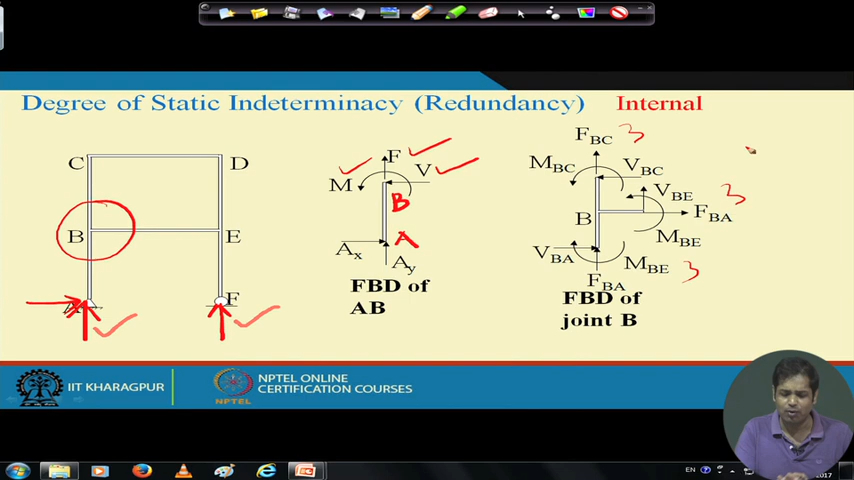 Degree of Static Indeterminacy (Redundancy) Internal
C
D
B
E
A
F
F
M
V
B
A
Ax
Ay
FBD of
AB
FBC
3
MBC
VBC
VBE
3
B
FBA
MBE
VBA
MBE
3
FBA
FBD of
joint B
IIT KHARAGPUR
NPTEL
NPTEL ONLINE
CERTIFICATION COURSES
EN
2017